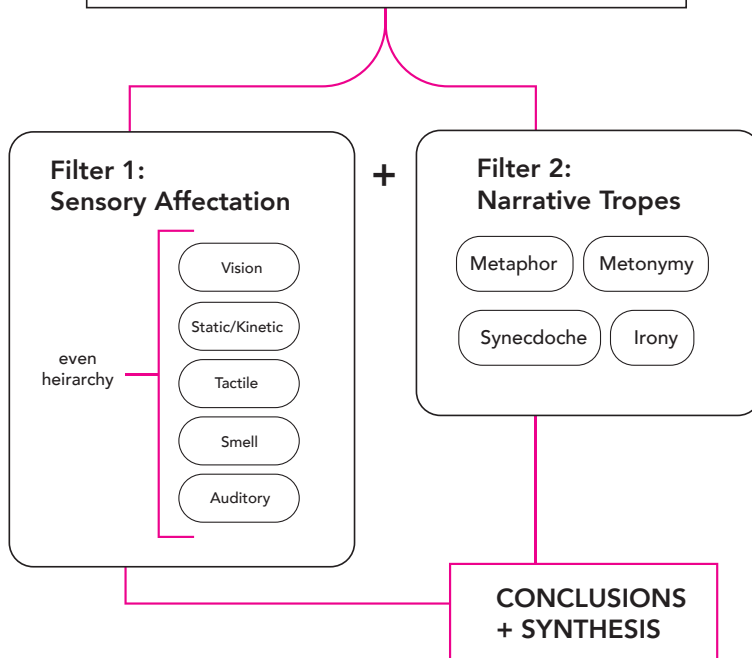 Filter 1:
Sensory Affectation
even
heirarchy
Vision
Static/Kinetic
Tactile
Smell
Auditory
+
Filter 2:
Narrative Tropes
Metaphor
Metonymy
Synecdoche
Irony
CONCLUSIONS
+ SYNTHESIS